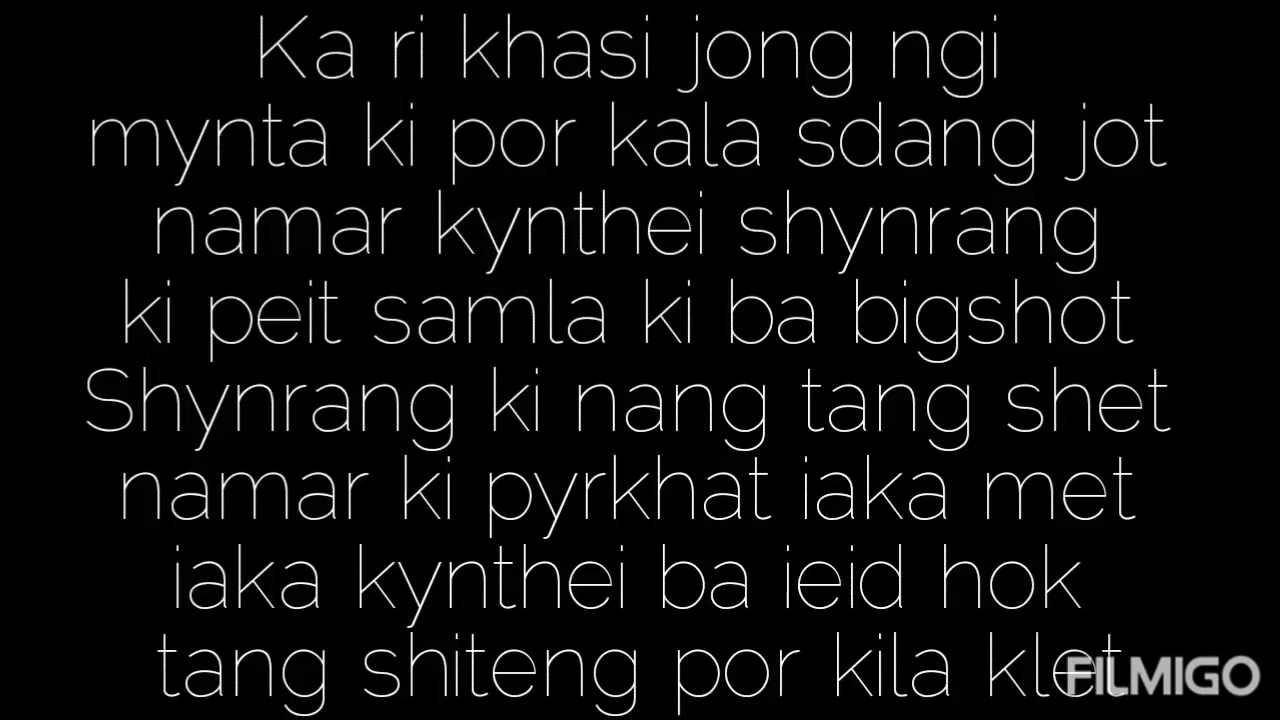 Ka ri khasi jong ngi
mynta ki por kala sdang jot
namar kynthei shynrang
ki peit samla ki ba bigshot
Shynrang ki nang tang shet
namar ki pyrkhat iaka met
iaka kynthei ba ieid hok
tang shiteng por kila klet
FILMIGO